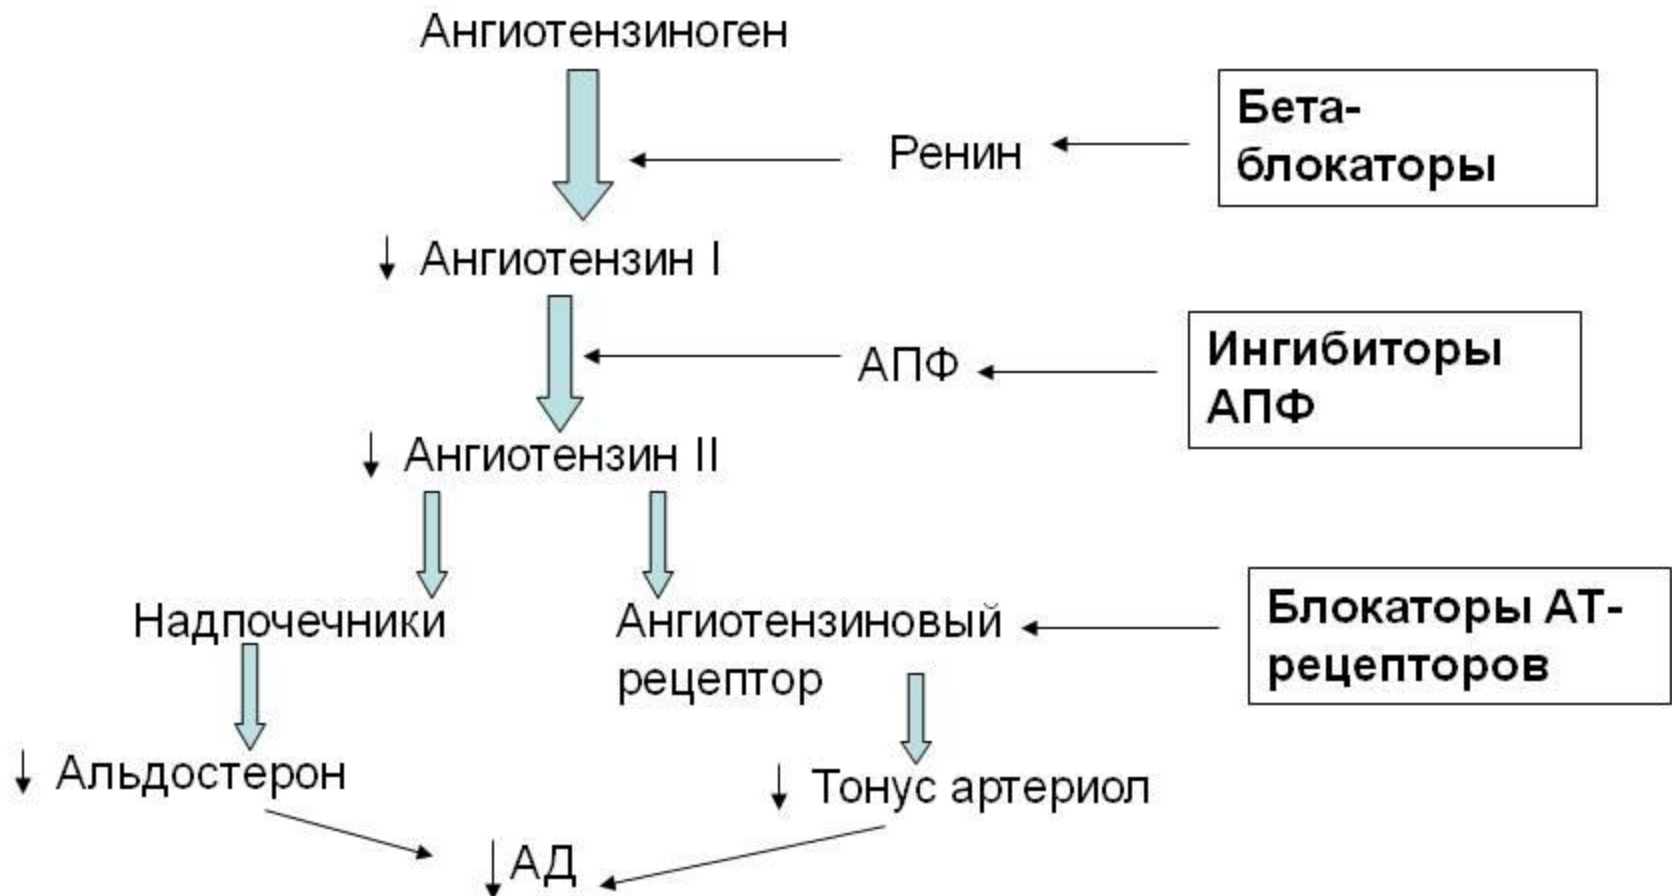 Ангиотензиноген
Бета-
блокаторы
Ренин
↓ Ангиотензин I
АПФ
Ингибиторы
АПФ
↓ Ангиотензин II
Надпочечники
Ангиотензиновый
рецептор
Блокаторы АТ-
рецепторов
↓ Альдостерон
↓ Тонус артериол
↓ АД